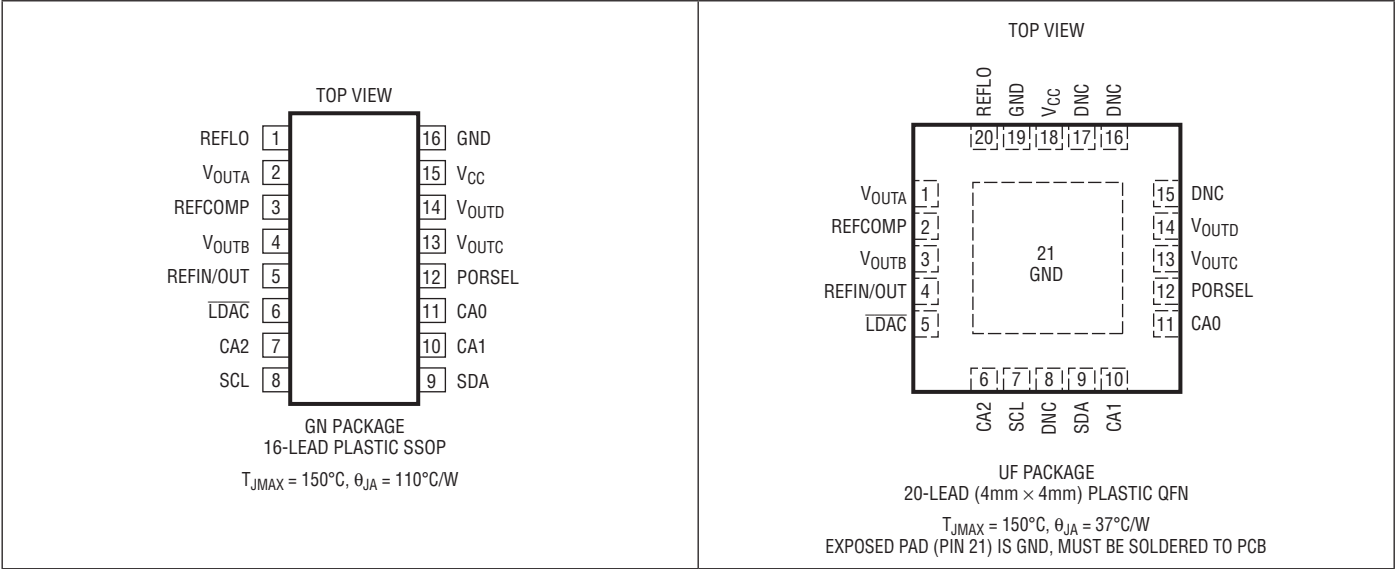 TOP VIEW
REFLO 1
VOUTA 2
REFCOMP 3
VOUTB 4
REFIN/OUT 5
LDAC 6
CA2 7
SCL 8
16 GND
15 VCC
14 VOUTD
13 VOUTC
12 PORSEL
11 CA0
10 CA1
9 SDA
GN PACKAGE
16-LEAD PLASTIC SSOP
TJMAX = 150°C, θJA = 110°C/W
TOP VIEW
REFLO
GND
VCC
DNC
DNC
20 19 18 17 16
VOUTA 1
REFCOMP 2
VOUTB 3
REFIN/OUT 4
LDAC 5
21
GND
15 DNC
14 VOUTD
13 VOUTC
12 PORSEL
11 CA0
6 7 8 9 10
CA2
SCL
DNC
SDA
CA1
UF PACKAGE
20-LEAD (4mm × 4mm) PLASTIC QFN
TJMAX = 150°C, θJA = 37°C/W
EXPOSED PAD (PIN 21) IS GND, MUST BE SOLDERED TO PCB